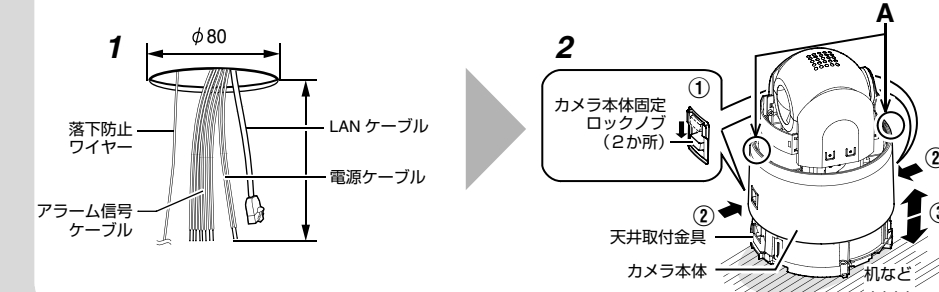 1
φ80
落下防止
ワイヤー
LAN ケーブル
電源ケーブル
アラーム信号
ケーブル
2
A
①
カメラ本体固定
ロックノブ
(2か所)
②
②
③
天井取付金具
カメラ本体
机など